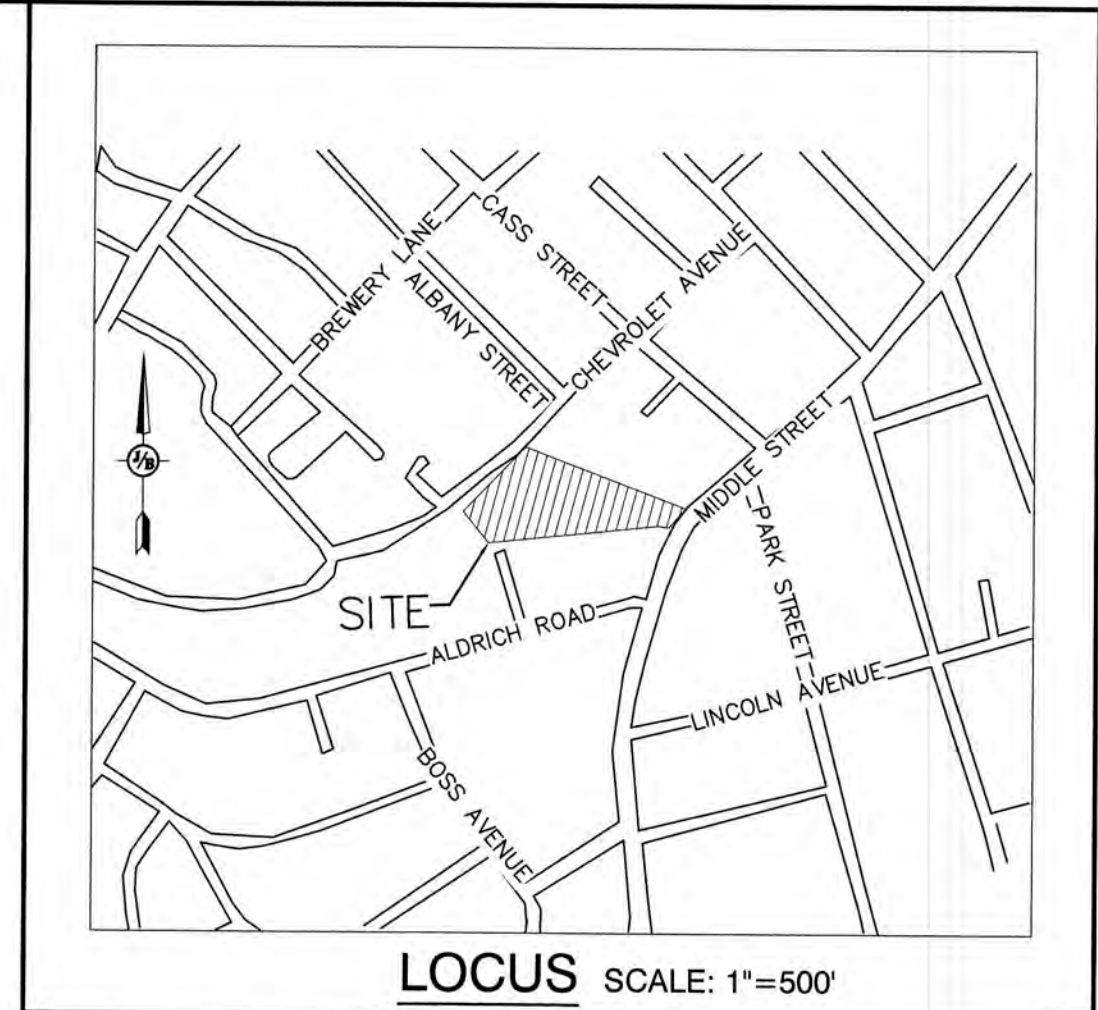 BREWERY LANE
CASS STREET
ALBANY STREET
CHEVROLET AVENUE
MIDDLE STREET
PARK STREET
J/B
SITE
ALDRICH ROAD
LINCOLN AVENUE
BOSS AVENUE
LOCUS SCALE: 1"=500'